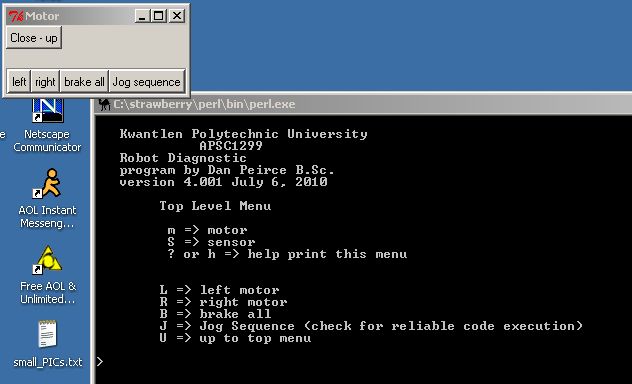 Motor
Close - up
left right brake all Jog sequence
Netscape
Communicator
AOL Instant
Messeng...
Free AOL &
Unlimited...
small_PICs.txt
C:\strawberry\perl\bin\perl.exe
Kwantlen Polytechnic University
APSC1299
Robot Diagnostic
program by Dan Peirce B.Sc.
version 4.001 July 6, 2010
Top Level Menu
m => motor
S => sensor
? or h => help print this menu
L => left motor
R => right motor
B => brake all
J => Jog Sequence (check for reliable code execution)
U => up to top menu
>